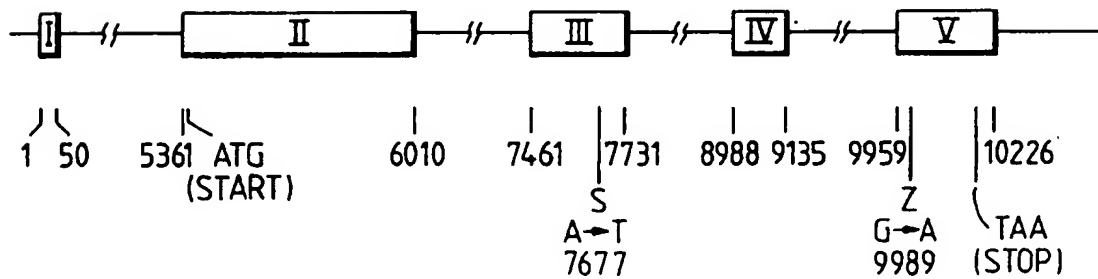 I II III IV V
1 50 5361 ATG 6010 7461 7731 8988 9135 9959 10226
(START)
S Z
A→T G→A TAA
7677 9989 (STOP)